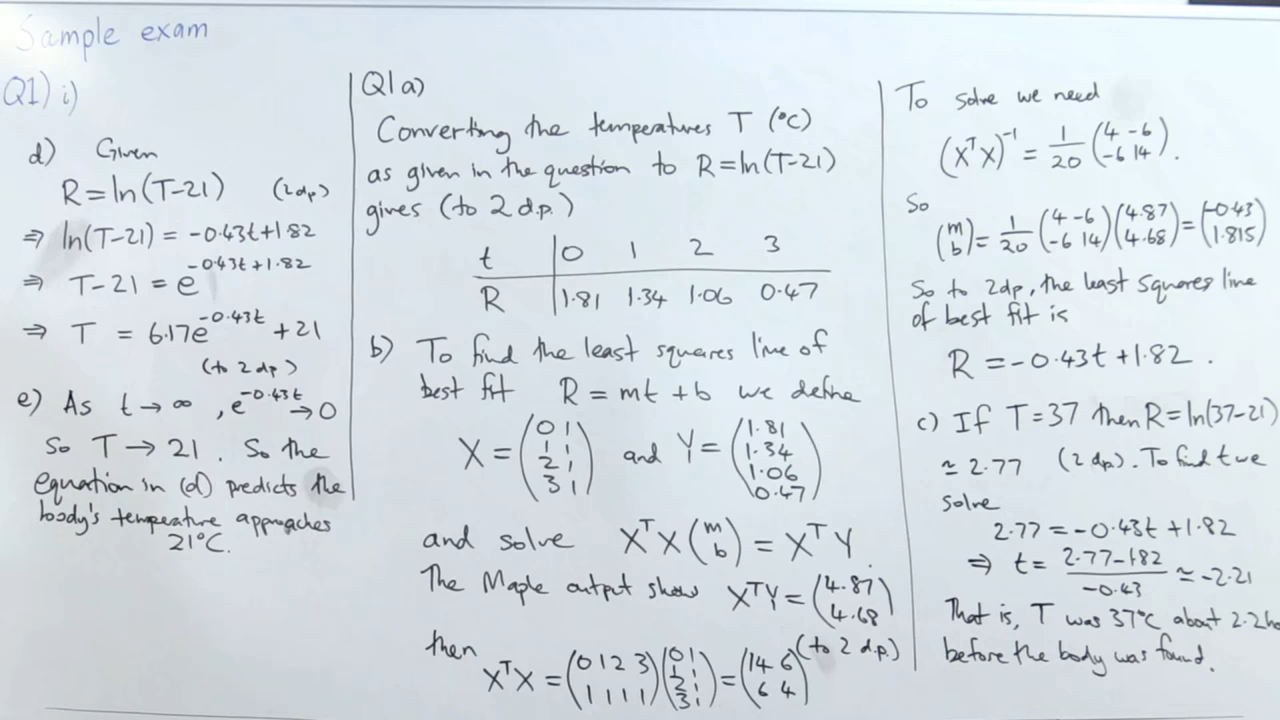 Sample exam
Q1) i)
d) Given
R = ln(T-21) (2dp)
⇒ ln(T-21) = -0.43t+1.82
⇒ T-21 = e^{-0.43t+1.82}
⇒ T = 6.17e^{-0.43t} +21
(to 2 dp)
e) As t → ∞, e^{-0.43t} → 0
So T → 21. So the
equation in (d) predicts the
body's temperature approaches
21°C.
Q1 a)
Converting the temperatures T (°C)
as given in the question to R = ln(T-21)
gives (to 2 d.p.)
t | 0 1 2 3
R | 1.81 1.34 1.06 0.47
b) To find the least squares line of
best fit R = mt + b we define
X = (0 1; 1 1; 2 1; 3 1) and Y = (1.81; 1.34; 1.06; 0.47)
and solve X^T X (m; b) = X^T Y.
The Maple output show X^T Y = (4.87; 4.68)
(to 2 d.p.)
then
X^T X = (0 1 2 3; 1 1 1 1)(0 1; 1 1; 2 1; 3 1) = (14 6; 6 4)
To solve we need
(X^T X)^{-1} = 1/20 (4 -6; -6 14).
So
(m; b) = 1/20 (4 -6; -6 14)(4.87; 4.68) = (-0.43; 1.815)
So to 2dp, the least squares line
of best fit is
R = -0.43t + 1.82.
c) If T = 37 then R = ln(37-21)
≃ 2.77 (2 dp). To find t we
solve
2.77 = -0.43t + 1.82
⇒ t = (2.77-1.82)/(-0.43) ≃ -2.21
That is, T was 37°C about 2.2 ho
before the body was found.